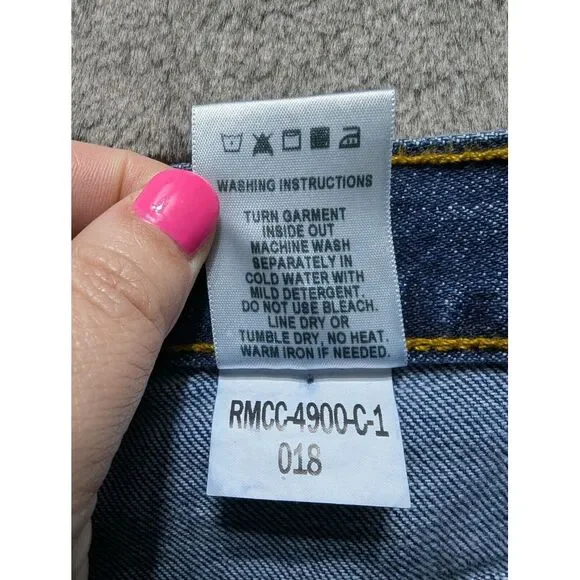 WASHING INSTRUCTIONS
TURN GARMENT
INSIDE OUT
MACHINE WASH
SEPARATELY IN
COLD WATER WITH
MILD DETERGENT.
DO NOT USE BLEACH.
LINE DRY OR
TUMBLE DRY, NO HEAT.
WARM IRON IF NEEDED.
RMCC-4900-C-1
018